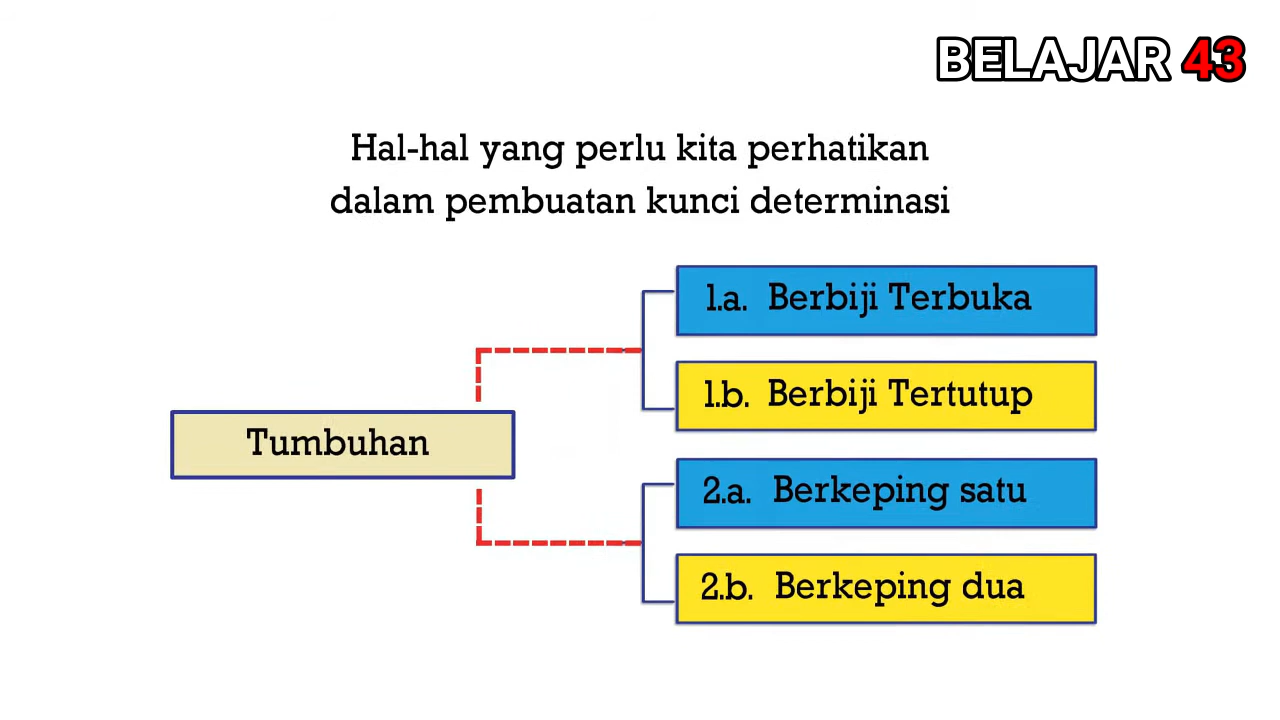 BELAJAR 43
Hal-hal yang perlu kita perhatikan
dalam pembuatan kunci determinasi
1.a. Berbiji Terbuka
1.b. Berbiji Tertutup
Tumbuhan
2.a. Berkeping satu
2.b. Berkeping dua